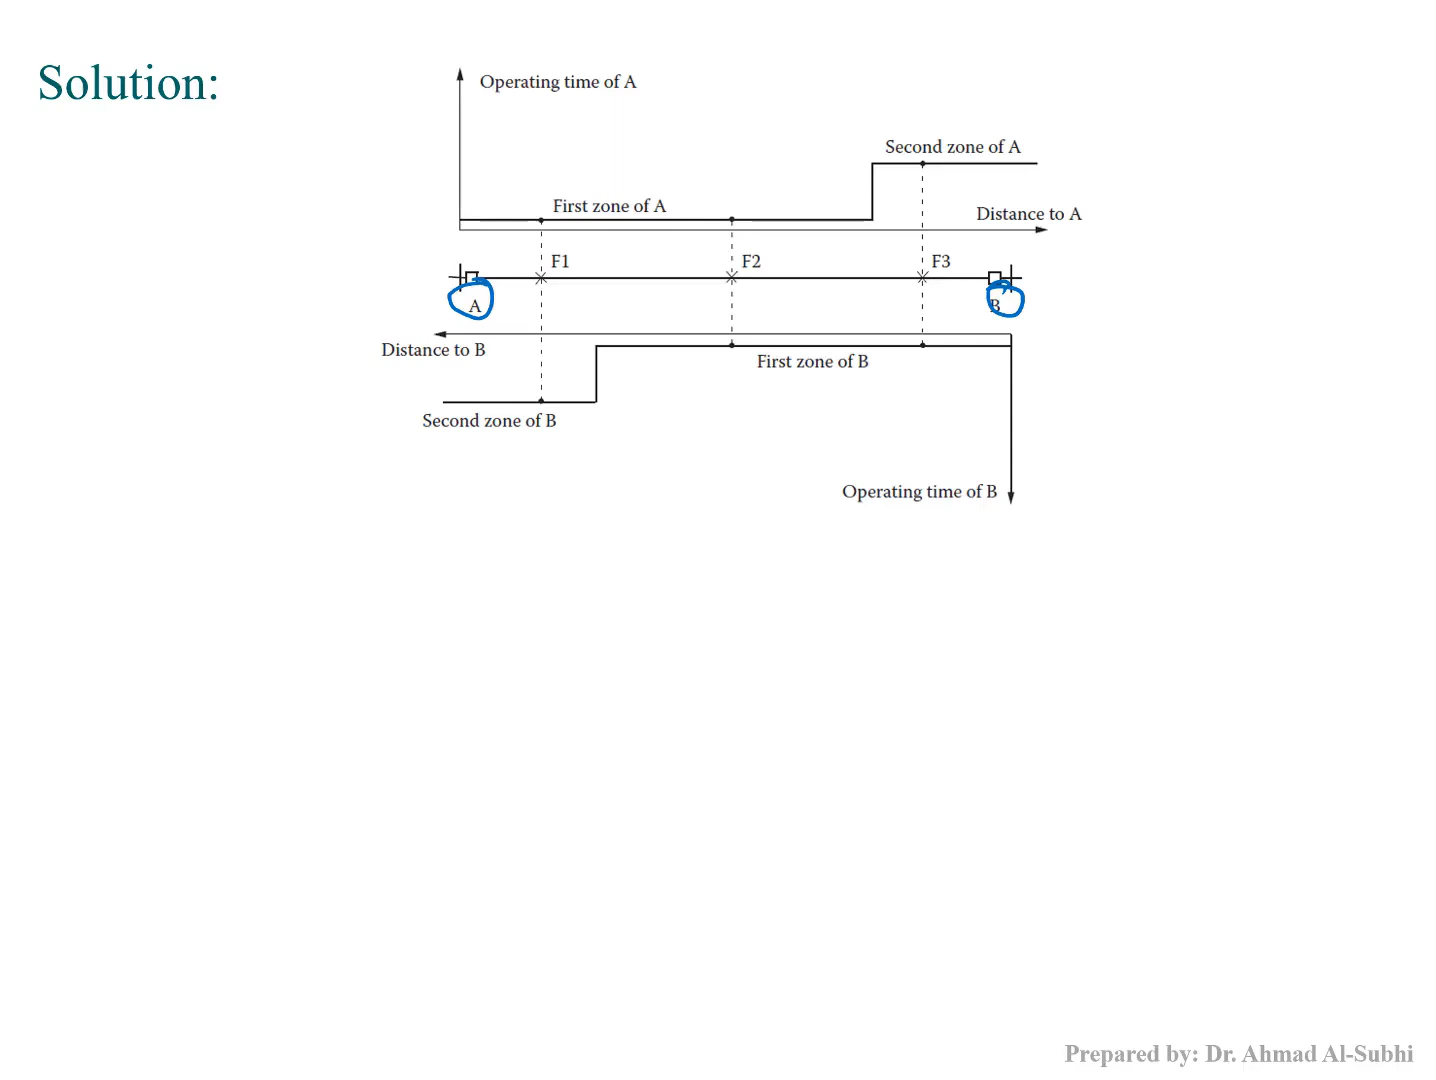 Solution:
Operating time of A
Second zone of A
First zone of A
Distance to A
F1
F2
F3
A
B
Distance to B
First zone of B
Second zone of B
Operating time of B
Prepared by: Dr. Ahmad Al-Subhi